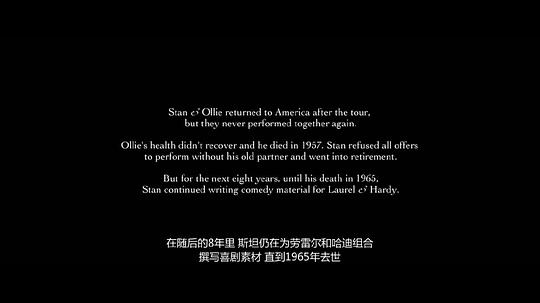 Stan & Ollie returned to America after the tour,
but they never performed together again.
Ollie's health didn't recover and he died in 1957. Stan refused all offers
to perform without his old partner and went into retirement.
But for the next eight years, until his death in 1965,
Stan continued writing comedy material for Laurel & Hardy.
在随后的8年里 斯坦仍在为劳雷尔和哈迪组合
撰写喜剧素材 直到1965年去世